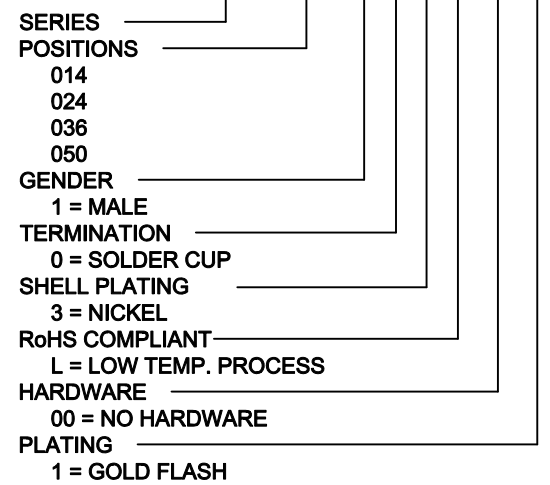 SERIES
POSITIONS
014
024
036
050
GENDER
1 = MALE
TERMINATION
0 = SOLDER CUP
SHELL PLATING
3 = NICKEL
RoHS COMPLIANT
L = LOW TEMP. PROCESS
HARDWARE
00 = NO HARDWARE
PLATING
1 = GOLD FLASH